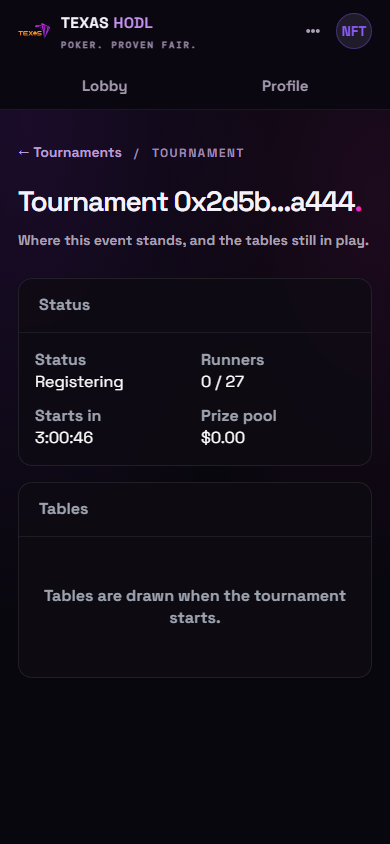 TEXAS
TEXAS HODL
POKER. PROVEN FAIR.
•••
NFT
Lobby
Profile
← Tournaments / TOURNAMENT
Tournament 0x2d5b...a444.
Where this event stands, and the tables still in play.
Status
Status
Runners
Registering
0 / 27
Starts in
Prize pool
3:00:46
$0.00
Tables
Tables are drawn when the tournament
starts.